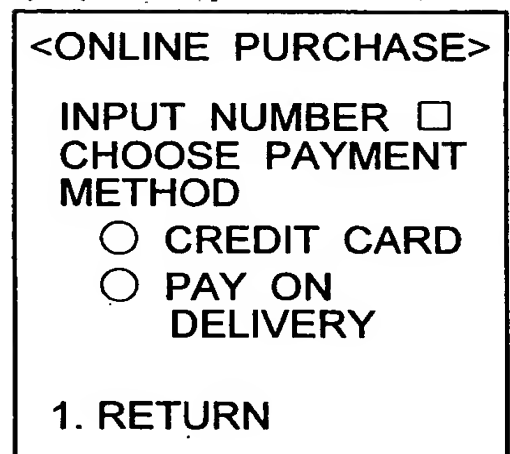 <ONLINE PURCHASE>
INPUT NUMBER □
CHOOSE PAYMENT
METHOD
○ CREDIT CARD
○ PAY ON
DELIVERY
1. RETURN